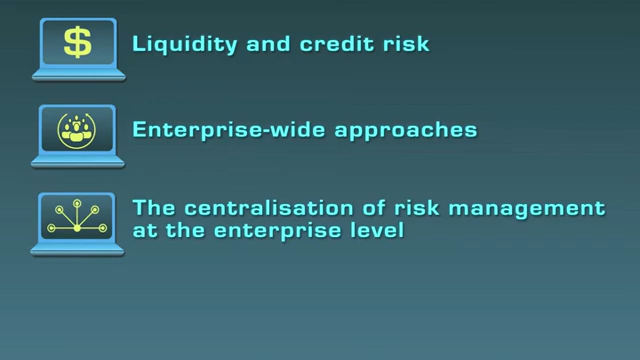 $
Liquidity and credit risk
Enterprise-wide approaches
The centralisation of risk management
at the enterprise level